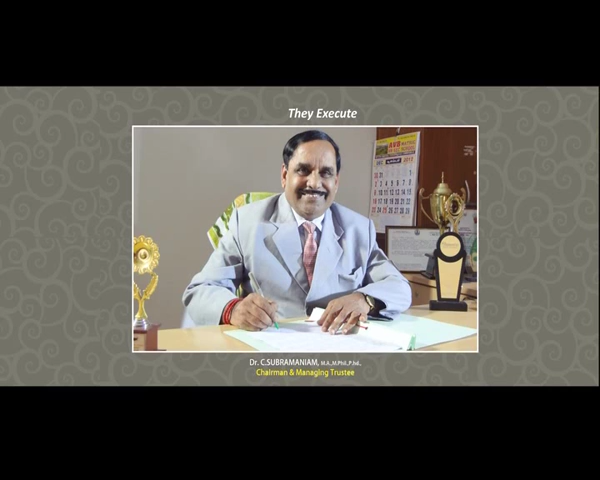 They Execute
Dr. C.SUBRAMANIAM, M.A.,M.Phil.,P.hd.,
Chairman & Managing Trustee